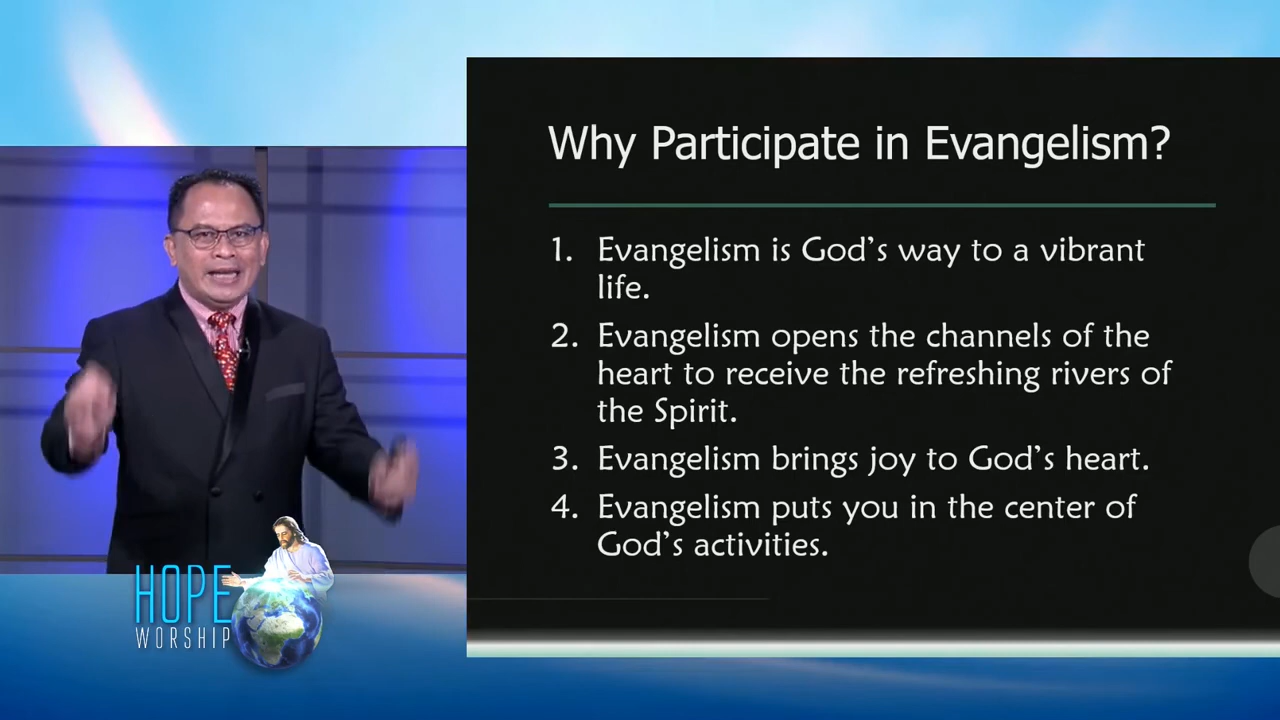 Why Participate in Evangelism?
1. Evangelism is God's way to a vibrant
life.
2. Evangelism opens the channels of the
heart to receive the refreshing rivers of
the Spirit.
3. Evangelism brings joy to God's heart.
4. Evangelism puts you in the center of
God's activities.
HOPE
WORSHIP